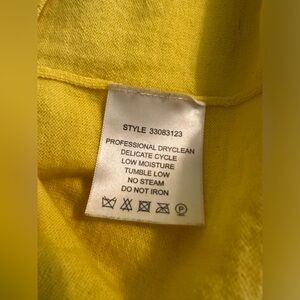 STYLE 33083123
PROFESSIONAL DRYCLEAN
DELICATE CYCLE
LOW MOISTURE
TUMBLE LOW
NO STEAM
DO NOT IRON
P